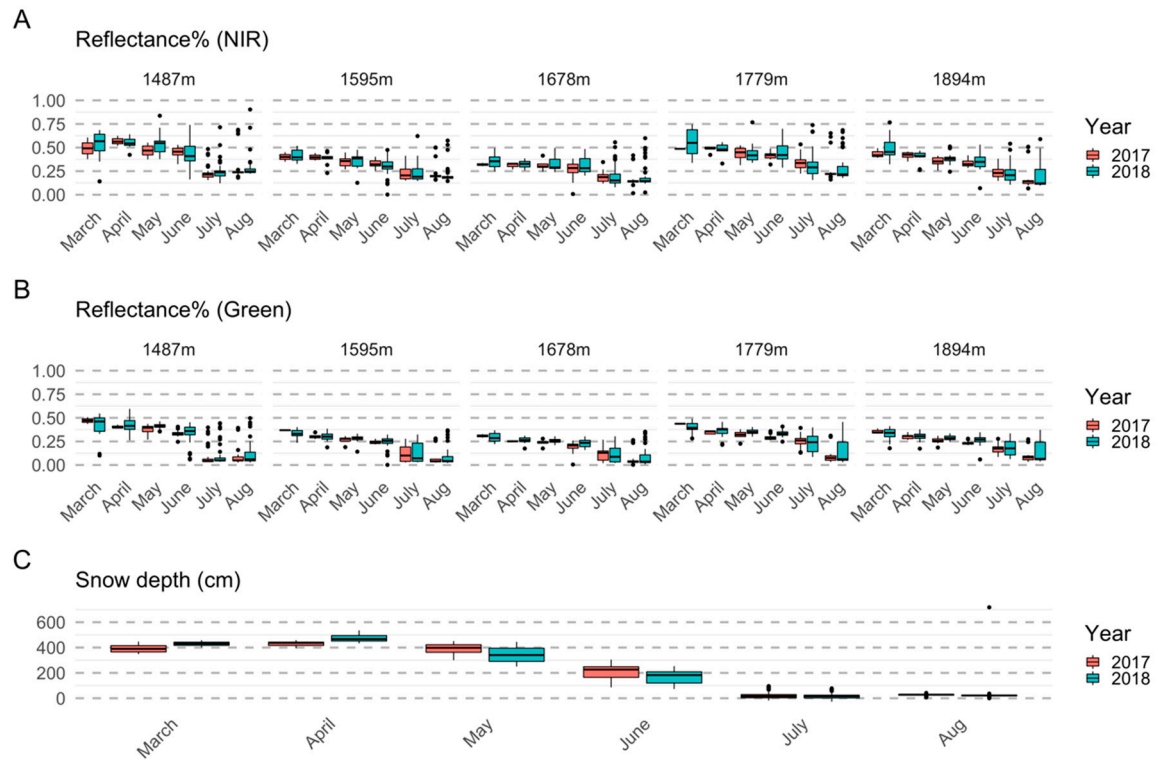 A
Reflectance% (NIR)
1487m 1595m 1678m 1779m 1894m
1.00
0.75
0.50
0.25
0.00
March April May June July Aug March April May June July Aug March April May June July Aug March April May June July Aug March April May June July Aug
Year
2017
2018
B
Reflectance% (Green)
1487m 1595m 1678m 1779m 1894m
1.00
0.75
0.50
0.25
0.00
March April May June July Aug March April May June July Aug March April May June July Aug March April May June July Aug March April May June July Aug
Year
2017
2018
C
Snow depth (cm)
600
400
200
0
March April May June July Aug
Year
2017
2018